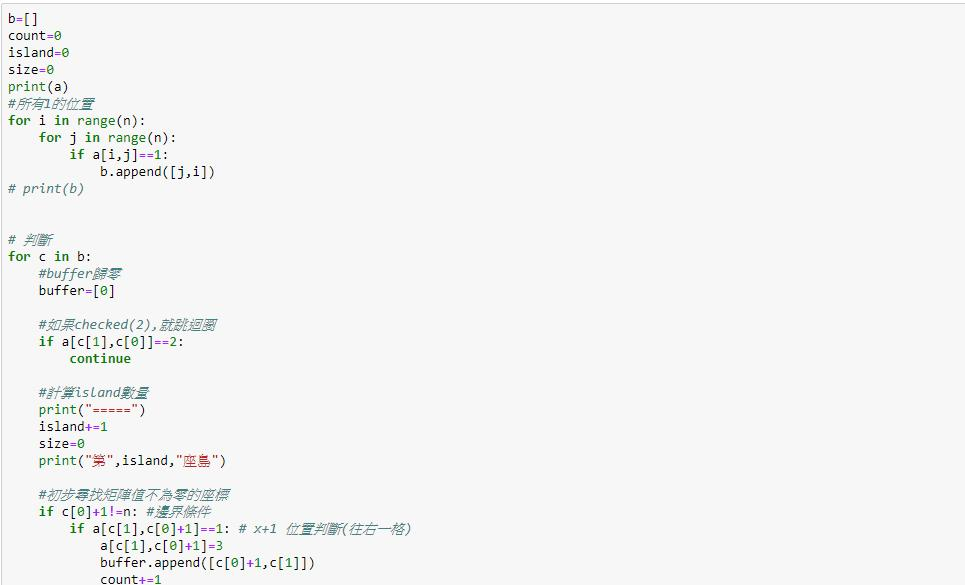 b=[]
count=0
island=0
size=0
print(a)
#所有1的位置
for i in range(n):
    for j in range(n):
        if a[i,j]==1:
            b.append([j,i])
# print(b)
# 判斷
for c in b:
    #buffer歸零
    buffer=[0]
    #如果checked(2),就跳迴圈
    if a[c[1],c[0]]==2:
        continue
    #計算island數量
    print("=====")
    island+=1
    size=0
    print("第",island,"座島")
    #初步尋找矩陣值不為零的座標
    if c[0]+1!=n: #邊界條件
        if a[c[1],c[0]+1]==1: # x+1 位置判斷(往右一格)
            a[c[1],c[0]+1]=3
            buffer.append([c[0]+1,c[1]])
            count+=1